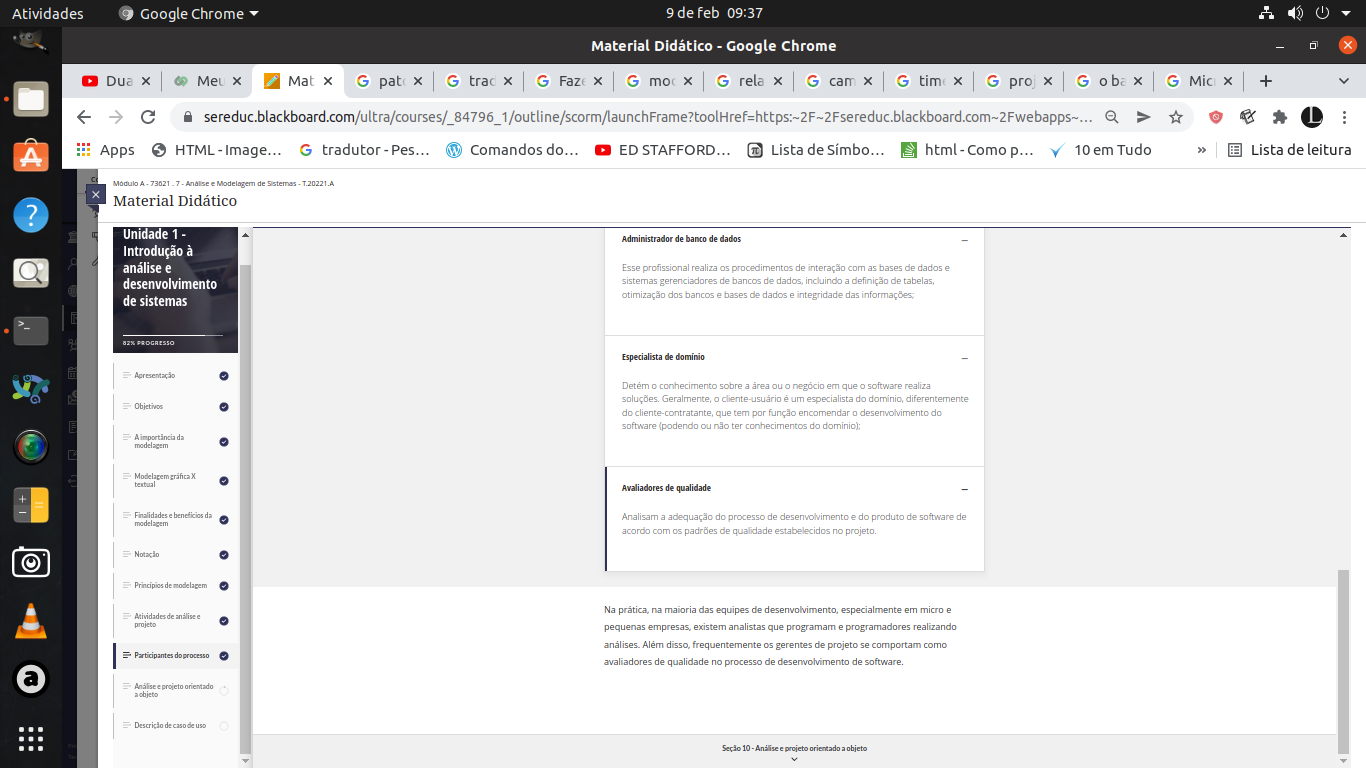 Atividades
Google Chrome
9 de feb 09:37
Material Didático - Google Chrome
Dua
Meu
Mat
pato
trad
Faze
mod
rela
cam
time
proj
o ba
Micr
sereduc.blackboard.com/ultra/courses/_84796_1/outline/scorm/launchFrame?toolHref=https:~2F~2Fsereduc.blackboard.com~2Fwebapps~...
Apps
HTML - Image...
tradutor - Pes...
Comandos do...
ED STAFFORD...
Lista de Símbo...
html - Como p...
10 em Tudo
»
Lista de leitura
Módulo A - 73621 . 7 - Análise e Modelagem de Sistemas - T.20221.A
Material Didático
Unidade 1 -
Introdução à
análise e
desenvolvimento
de sistemas
82% PROGRESSO
Apresentação
Objetivos
A importância da
modelagem
Modelagem gráfica X
textual
Finalidades e benefícios da
modelagem
Notação
Princípios de modelagem
Atividades de análise e
projeto
Participantes do processo
Análise e projeto orientado
a objeto
Descrição de caso de uso
Administrador de banco de dados
Esse profissional realiza os procedimentos de interação com as bases de dados e
sistemas gerenciadores de bancos de dados, incluindo a definição de tabelas,
otimização dos bancos e bases de dados e integridade das informações;
Especialista de domínio
Detém o conhecimento sobre a área ou o negócio em que o software realiza
soluções. Geralmente, o cliente-usuário é um especialista do domínio, diferentemente
do cliente-contratante, que tem por função encomendar o desenvolvimento do
software (podendo ou não ter conhecimentos do domínio);
Avaliadores de qualidade
Analisam a adequação do processo de desenvolvimento e do produto de software de
acordo com os padrões de qualidade estabelecidos no projeto.
Na prática, na maioria das equipes de desenvolvimento, especialmente em micro e
pequenas empresas, existem analistas que programam e programadores realizando
análises. Além disso, frequentemente os gerentes de projeto se comportam como
avaliadores de qualidade no processo de desenvolvimento de software.
Seção 10 - Análise e projeto orientado a objeto